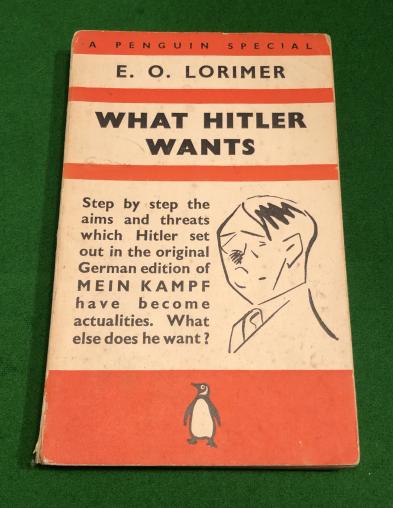 A PENGUIN SPECIAL
E. O. LORIMER
WHAT HITLER
WANTS
Step by step the
aims and threats
which Hitler set
out in the original
German edition of
MEIN KAMPF
have become
actualities. What
else does he want?